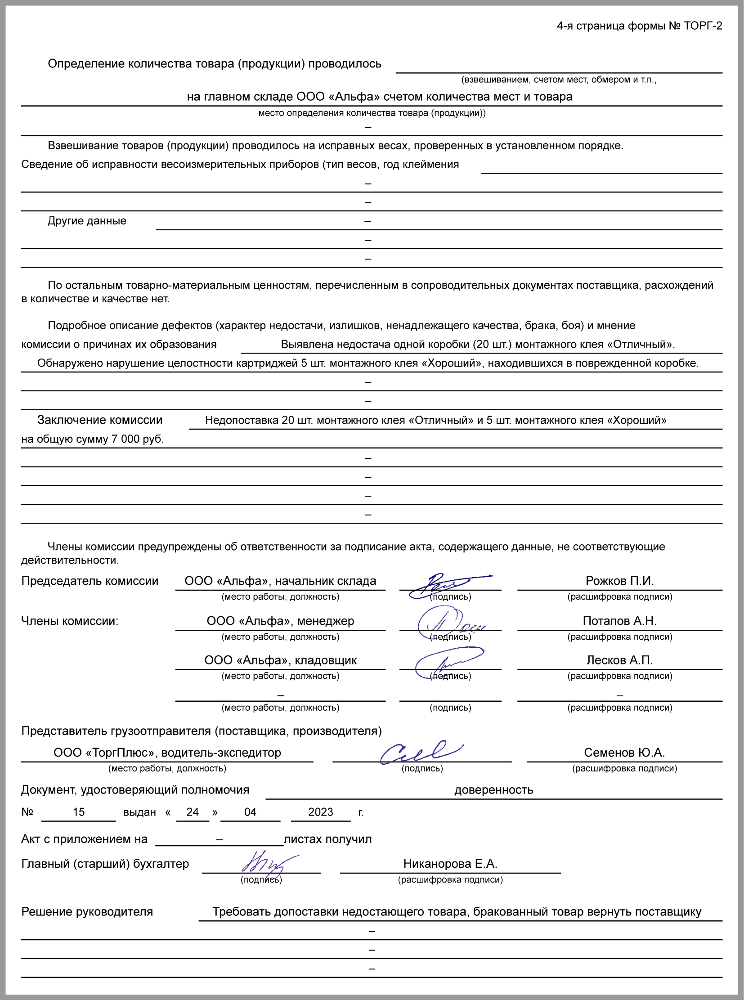 4-я страница формы № ТОРГ-2
Определение количества товара (продукции) проводилось
(взвешиванием, счетом мест, обмером и т.п.,
на главном складе ООО «Альфа» счетом количества мест и товара
место определения количества товара (продукции))
–
Взвешивание товаров (продукции) проводилось на исправных весах, проверенных в установленном порядке.
Сведение об исправности весоизмерительных приборов (тип весов, год клеймения
–
–
Другие данные –
–
–
По остальным товарно-материальным ценностям, перечисленным в сопроводительных документах поставщика, расхождений
в количестве и качестве нет.
Подробное описание дефектов (характер недостачи, излишков, ненадлежащего качества, брака, боя) и мнение
комиссии о причинах их образования Выявлена недостача одной коробки (20 шт.) монтажного клея «Отличный».
Обнаружено нарушение целостности картриджей 5 шт. монтажного клея «Хороший», находившихся в поврежденной коробке.
–
–
Заключение комиссии Недопоставка 20 шт. монтажного клея «Отличный» и 5 шт. монтажного клея «Хороший»
на общую сумму 7 000 руб.
–
–
–
–
Члены комиссии предупреждены об ответственности за подписание акта, содержащего данные, не соответствующие
действительности.
Председатель комиссии ООО «Альфа», начальник склада Рожков П.И.
(место работы, должность) (подпись) (расшифровка подписи)
Члены комиссии: ООО «Альфа», менеджер Потапов А.Н.
(место работы, должность) (подпись) (расшифровка подписи)
ООО «Альфа», кладовщик Лесков А.П.
(место работы, должность) (подпись) (расшифровка подписи)
– –
(место работы, должность) (подпись) (расшифровка подписи)
Представитель грузоотправителя (поставщика, производителя)
ООО «ТоргПлюс», водитель-экспедитор Семенов Ю.А.
(место работы, должность) (подпись) (расшифровка подписи)
Документ, удостоверяющий полномочия доверенность
№ 15 выдан « 24 » 04 2023 г.
Акт с приложением на – листах получил
Главный (старший) бухгалтер Никанорова Е.А.
(подпись) (расшифровка подписи)
Решение руководителя Требовать допоставки недостающего товара, бракованный товар вернуть поставщику
–
–
–